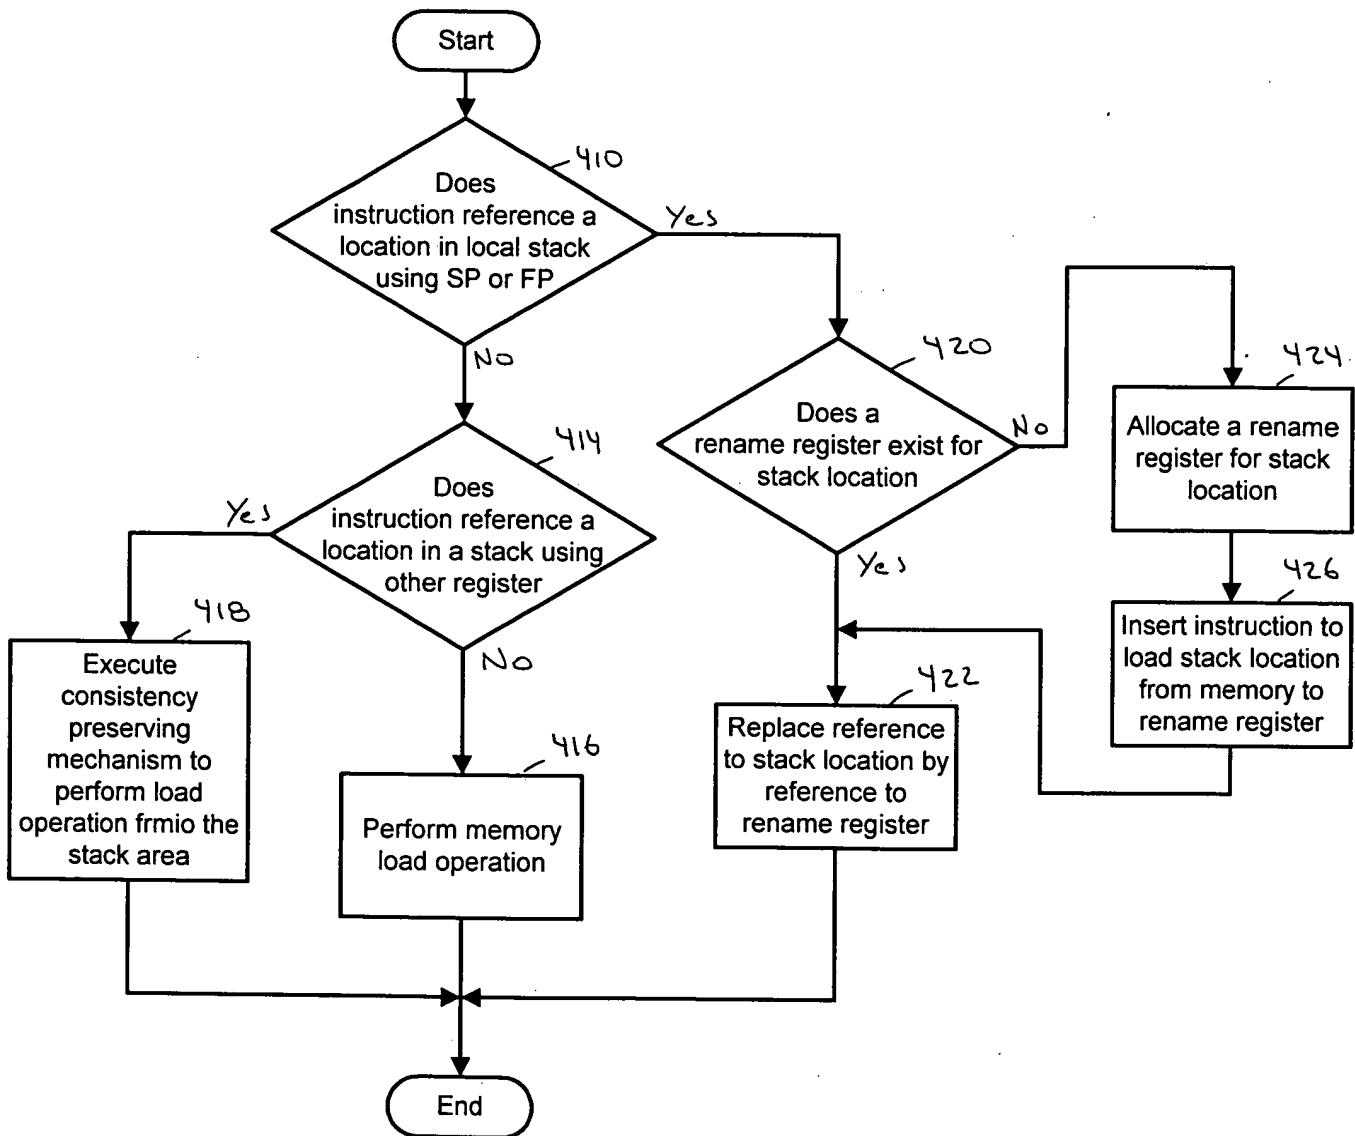 Start
410
Does
instruction reference a
location in local stack
using SP or FP
Yes
No
420
Does a
rename register exist for
stack location
No
Yes
424
Allocate a rename
register for stack
location
426
Insert instruction to
load stack location
from memory to
rename register
414
Does
instruction reference a
location in a stack using
other register
Yes
No
418
Execute
consistency
preserving
mechanism to
perform load
operation frmio the
stack area
416
Perform memory
load operation
422
Replace reference
to stack location by
reference to
rename register
End